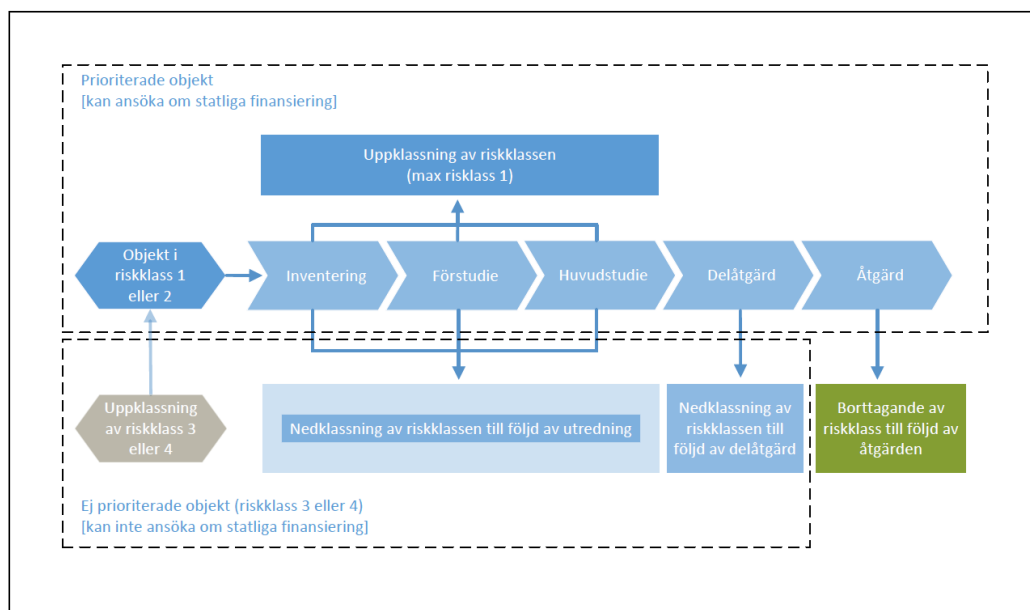 Prioriterade objekt
[kan ansöka om statliga finansiering]
Uppklassning av riskklassen
(max risklass 1)
Objekt i
riskklass 1
eller 2
Inventering
Förstudie
Huvudstudie
Delåtgärd
Åtgärd
Uppklassning
av riskklass 3
eller 4
Nedklassning av riskklassen till följd av utredning
Nedklassning av
riskklassen till
följd av delåtgärd
Borttagande av
riskklass till följd av
åtgärden
Ej prioriterade objekt (riskklass 3 eller 4)
[kan inte ansöka om statliga finansiering]